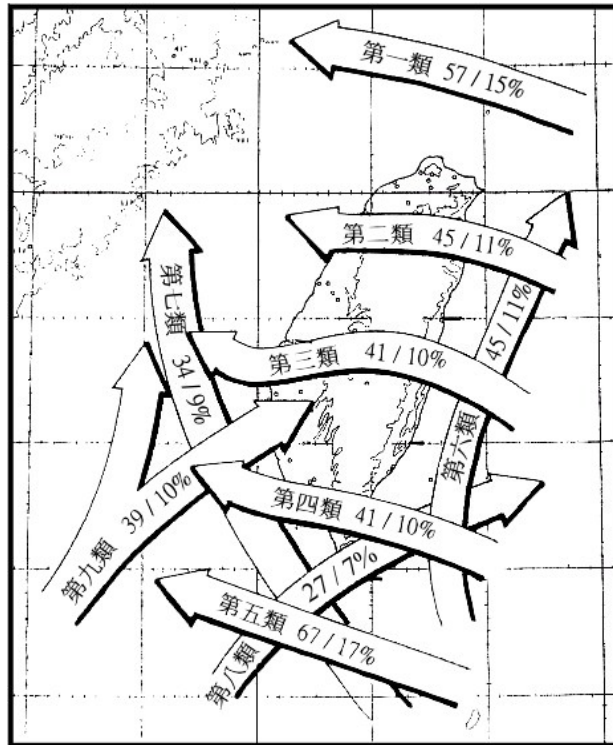 第一類 57 / 15%
第二類 45 / 11%
第三類 41 / 10%
第四類 41 / 10%
第五類 67 / 17%
第六類 45 / 11%
第七類 34 / 9%
第八類 27 / 7%
第九類 39 / 10%